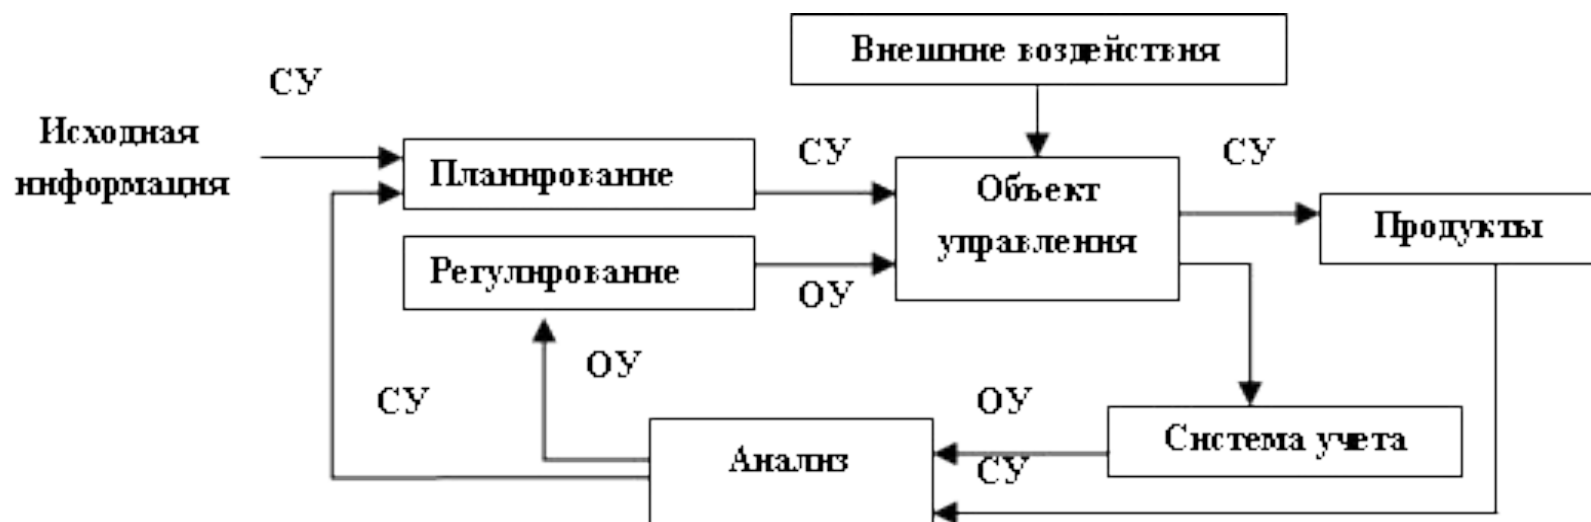 Внешние воздействия
СУ
Исходная
информация
Планирование
СУ
Объект
управления
СУ
Продукты
Регулирование
ОУ
ОУ
СУ
ОУ
Система учета
Анализ
СУ